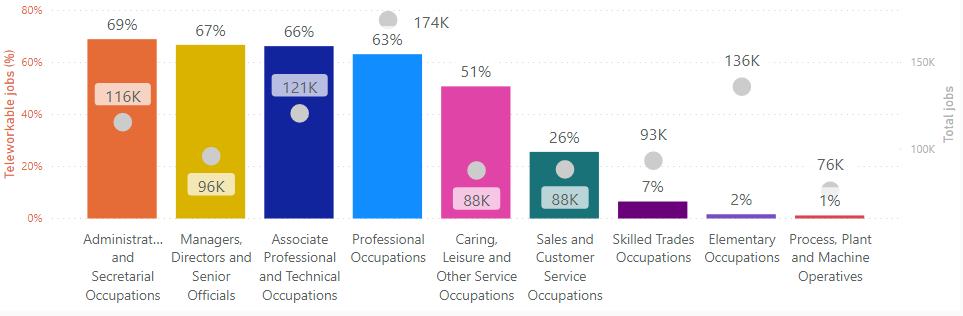 80%
60%
40%
20%
0%
Teleworkable jobs (%)
69%
116K
67%
96K
66%
121K
174K
63%
51%
88K
26%
88K
93K
7%
136K
2%
76K
1%
150K
100K
Total jobs
Administrat...
and
Secretarial
Occupations
Managers,
Directors and
Senior
Officials
Associate
Professional
and Technical
Occupations
Professional
Occupations
Caring,
Leisure and
Other Service
Occupations
Sales and
Customer
Service
Occupations
Skilled Trades
Occupations
Elementary
Occupations
Process, Plant
and Machine
Operatives